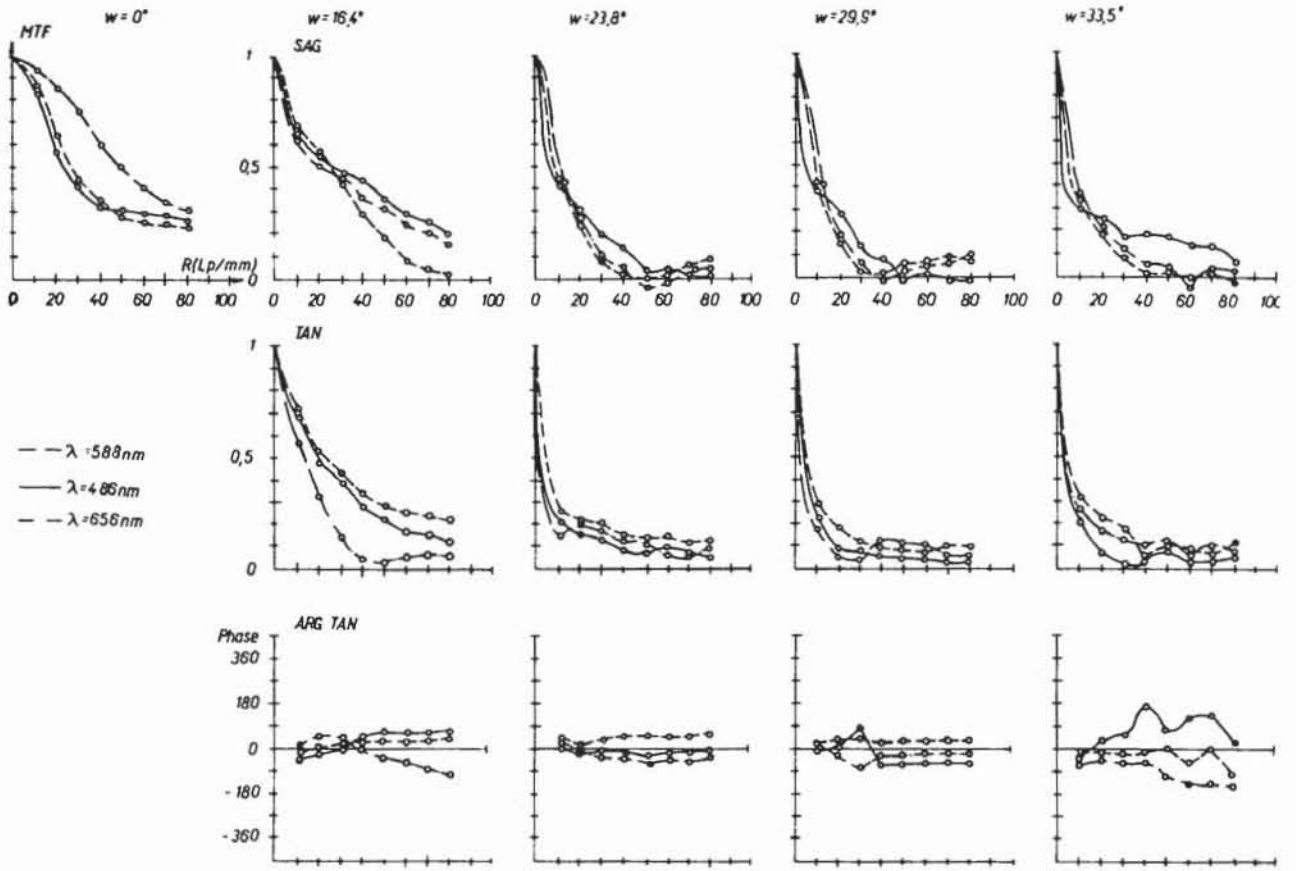 w=0° w=16,4° w=23,8° w=29,9° w=33,5°
MTF SAG
1
0,5
R(Lp/mm) 0
0 20 40 60 80 100 0 20 40 60 80 100 0 20 40 60 80 100 0 20 40 60 80 100 0 20 40 60 80
TAN
1
0,5
0
— — λ=588nm
—— λ=486nm
-- -- λ=656nm
ARG TAN
Phase
360
180
0
-180
-360